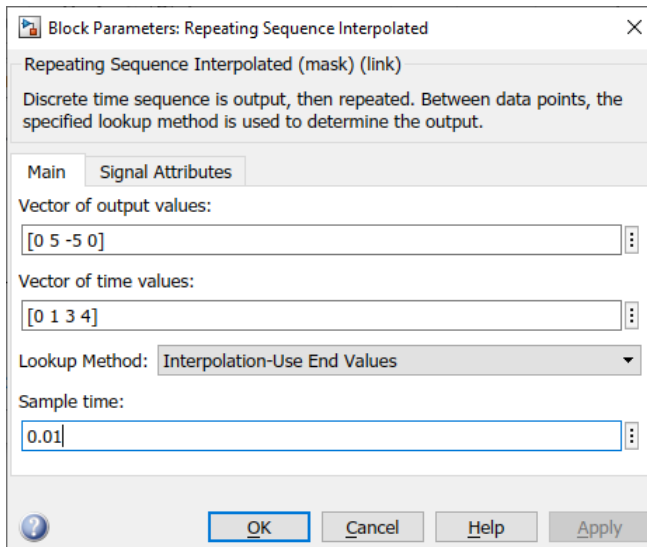 Block Parameters: Repeating Sequence Interpolated
Repeating Sequence Interpolated (mask) (link)
Discrete time sequence is output, then repeated. Between data points, the
specified lookup method is used to determine the output.
Main Signal Attributes
Vector of output values:
[0 5 -5 0]
Vector of time values:
[0 1 3 4]
Lookup Method: Interpolation-Use End Values
Sample time:
0.01
OK Cancel Help Apply